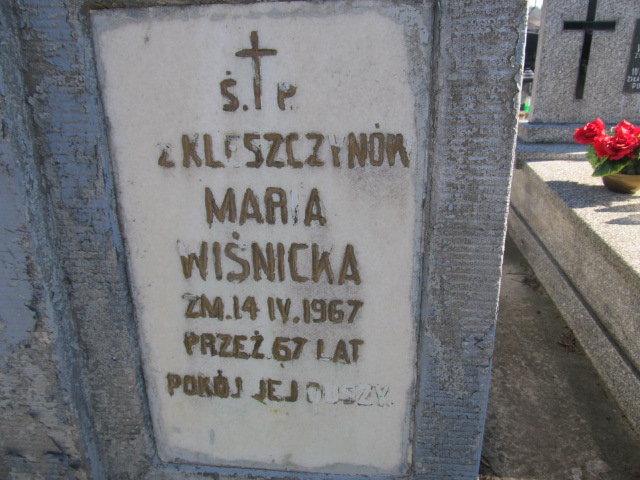 Ś. P.
Z KLESZCZYNÓW
MARIA
WIŚNICKA
ZM. 14 IV. 1967
PRZEŻ. 67 LAT
POKÓJ JEJ DUSZY.